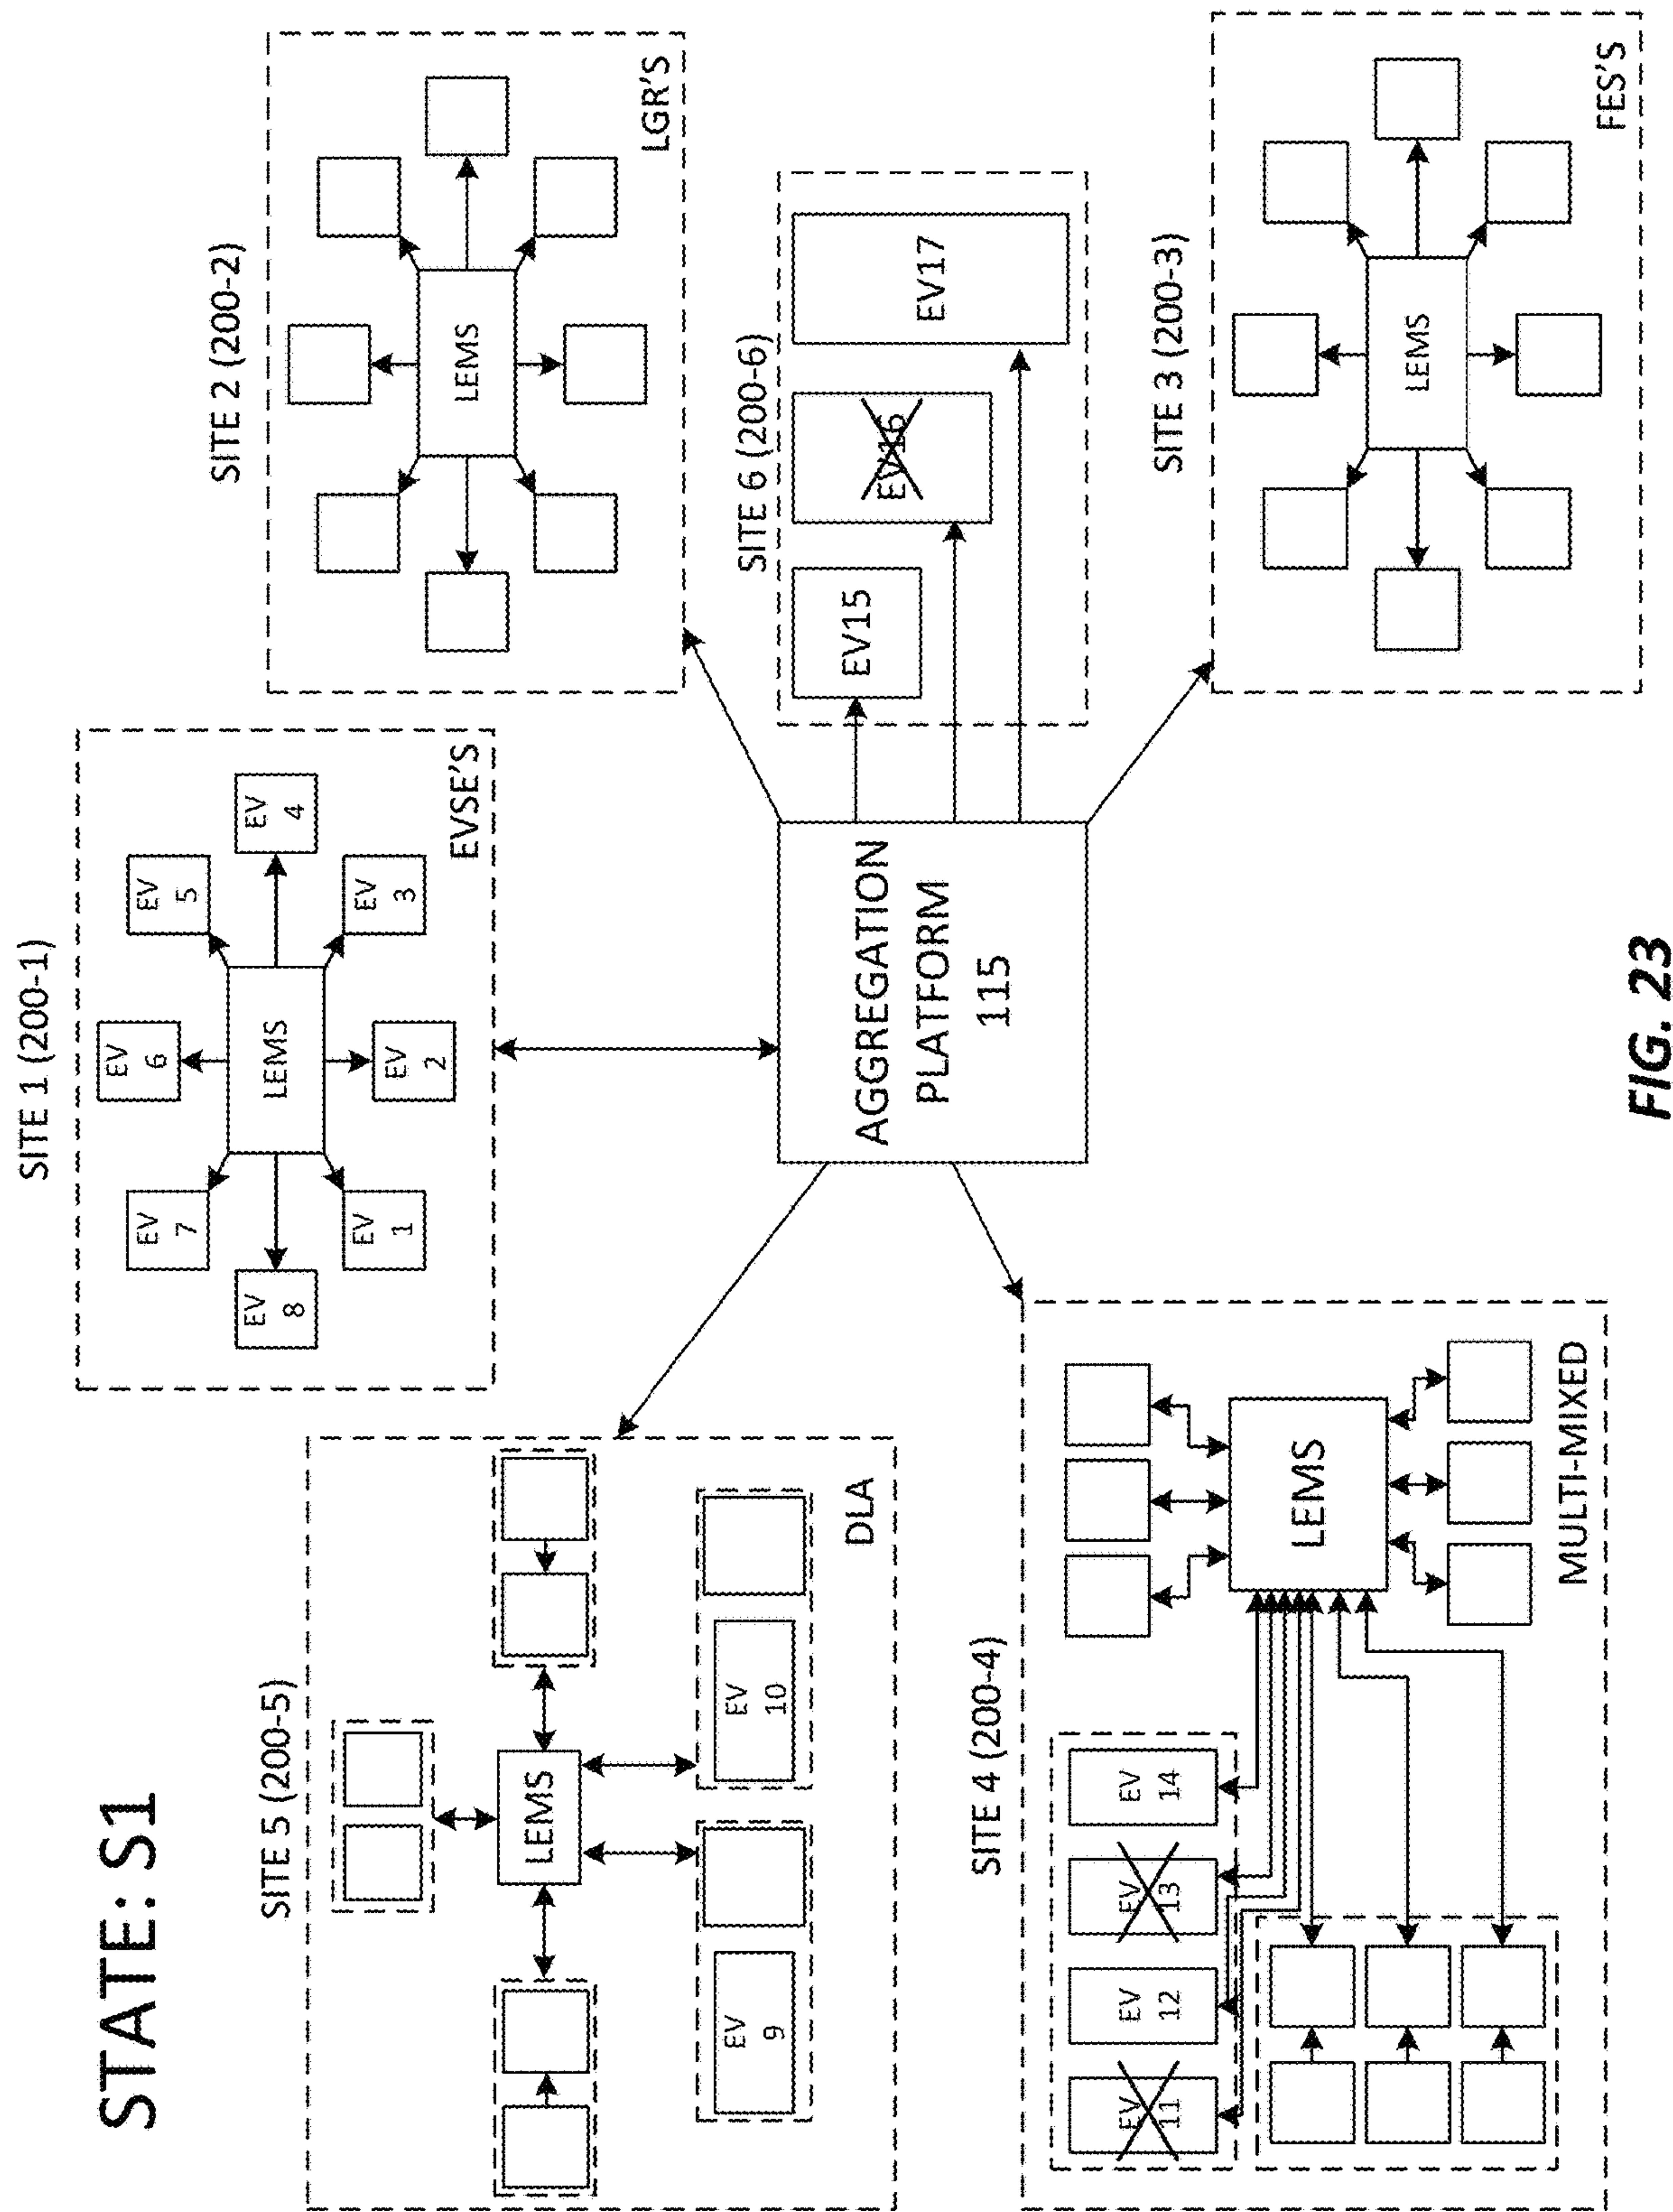 STATE: S1
SITE 1 (200-1)
EV
7
EV
6
EV
5
EV
8
LEMS
EV
4
EV
1
EV
2
EV
3
EVSE'S
SITE 2 (200-2)
LEMS
LGR'S
SITE 5 (200-5)
LEMS
EV
9
EV
10
DLA
AGGREGATION
PLATFORM
115
SITE 6 (200-6)
EV15
EV16
EV17
SITE 4 (200-4)
EV
11
EV
12
EV
13
EV
14
LEMS
MULTI-MIXED
SITE 3 (200-3)
LEMS
FES'S
FIG. 23